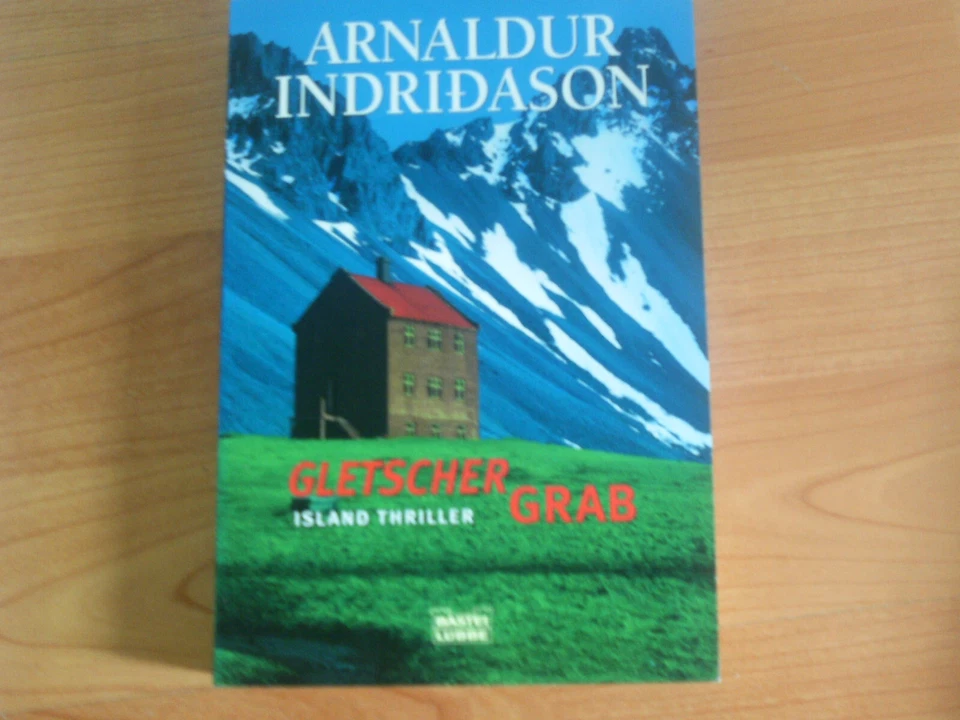 ARNALDUR
INDRIÐASON
GLETSCHER
GRAB
ISLAND THRILLER
BASTEI
LÜBBE